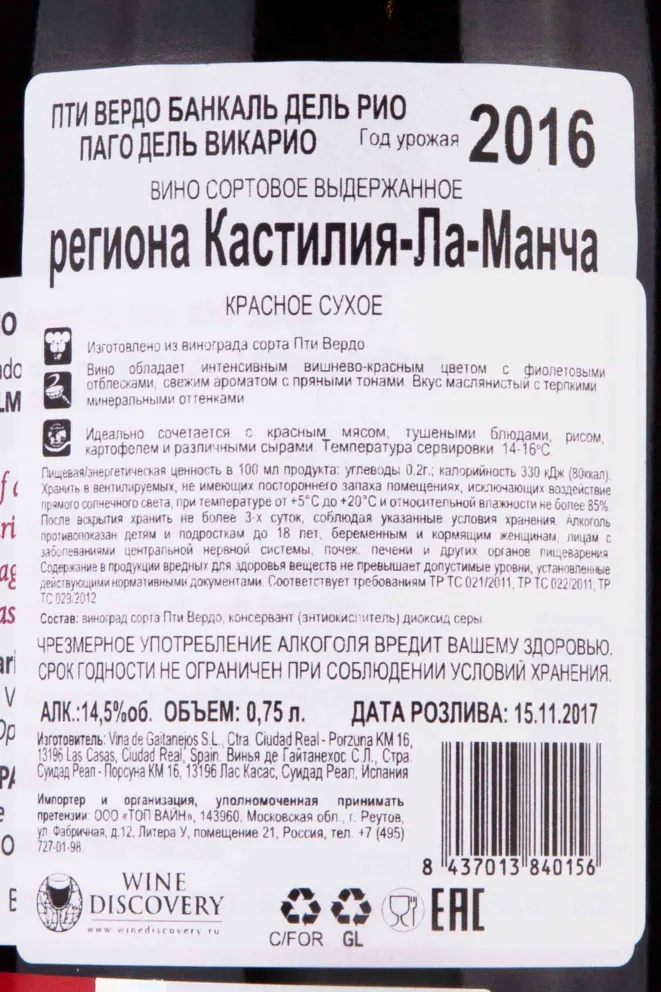 ПТИ ВЕРДО БАНКАЛЬ ДЕЛЬ РИО
ПАГО ДЕЛЬ ВИКАРИО
Год урожая 2016
ВИНО СОРТОВОЕ ВЫДЕРЖАННОЕ
региона Кастилия-Ла-Манча
КРАСНОЕ СУХОЕ
Изготовлено из винограда сорта Пти Вердо
Вино обладает интенсивным вишнево-красным цветом с фиолетовыми
отблесками, свежим ароматом с пряными тонами. Вкус маслянистый с терпкими
минеральными оттенками
Идеально сочетается с красным мясом, тушеными блюдами, рисом,
картофелем и различными сырами. Температура сервировки 14-16°C
Пищевая/энергетическая ценность в 100 мл продукта: углеводы 0.2г.; калорийность 330 кДж (80ккал).
Хранить в вентилируемых, не имеющих постороннего запаха помещениях, исключающих воздействие
прямого солнечного света, при температуре от +5°С до +20°С и относительной влажности не более 85%
После вскрытия хранить не более 3-х суток, соблюдая указанные условия хранения. Алкоголь
противопоказан детям и подросткам до 18 лет, беременным и кормящим женщинам, лицам с
заболеваниями центральной нервной системы, почек, печени и других органов пищеварения
Содержание в продукции вредных для здоровья веществ не превышает допустимые уровни, установленные
действующими нормативными документами. Соответствует требованиям ТР ТС 021/2011, ТР ТС 022/2011, ТР
ТС 029/2012
Состав: виноград сорта Пти Вердо, консервант (антиокислитель) диоксид серы
ЧРЕЗМЕРНОЕ УПОТРЕБЛЕНИЕ АЛКОГОЛЯ ВРЕДИТ ВАШЕМУ ЗДОРОВЬЮ.
СРОК ГОДНОСТИ НЕ ОГРАНИЧЕН ПРИ СОБЛЮДЕНИИ УСЛОВИЙ ХРАНЕНИЯ.
АЛК.:14,5%об. ОБЪЕМ: 0,75 л. ДАТА РОЗЛИВА: 15.11.2017
Изготовитель: Vina de Gaitanejos S.L., Ctra. Ciudad Real - Porzuna KM 16,
13196 Las Casas, Ciudad Real, Spain. Винья де Гайтанехос С.Л., Стра.
Суидад Реал - Порсуна КМ 16, 13196 Лас Касас, Суидад Реал, Испания
Импортер и организация, уполномоченная принимать
претензии: ООО «ТОП ВАЙН», 143960, Московская обл., г. Реутов,
ул. Фабричная, д.12, Литера У, помещение 21, Россия, тел. +7 (495)
727-01-98
8 437013 840156
WINE
DISCOVERY
www.winediscovery.ru
C/FOR GL
EAC